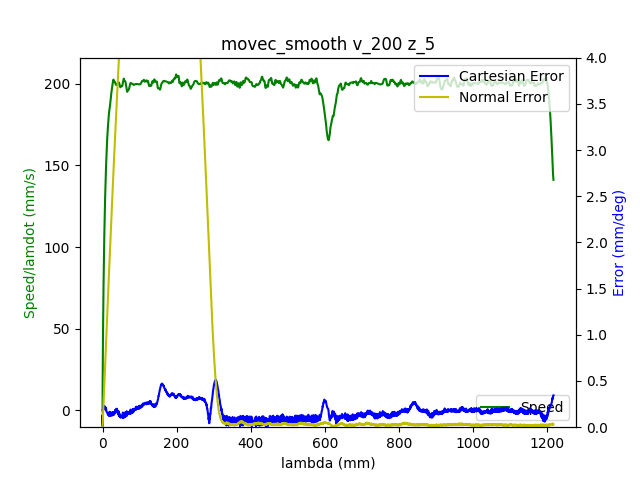 movec_smooth v_200 z_5
Speed/lamdot (mm/s)
200
150
100
50
0
Cartesian Error
Normal Error
Speed
4.0
3.5
3.0
2.5
2.0
1.5
1.0
0.5
0.0
Error (mm/deg)
0 200 400 600 800 1000 1200
lambda (mm)